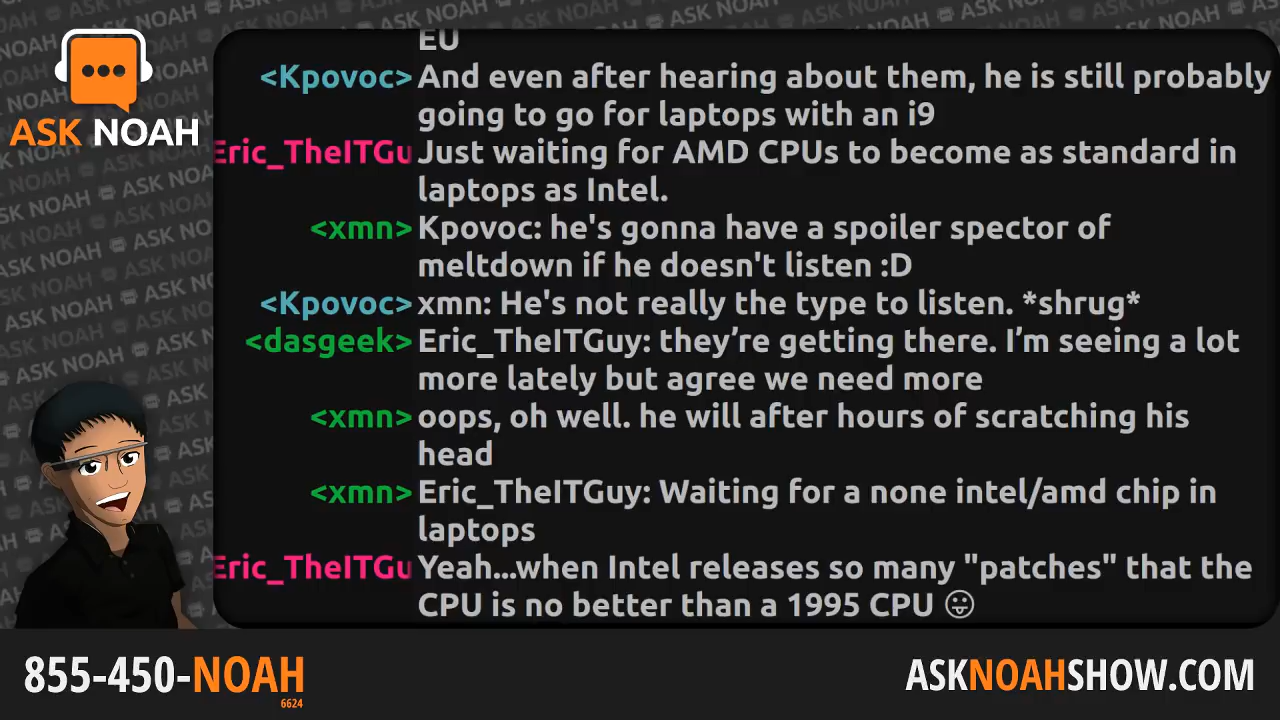 ASK NOAH
EU
<Kpovoc> And even after hearing about them, he is still probably
going to go for laptops with an i9
Eric_TheITGu Just waiting for AMD CPUs to become as standard in
laptops as Intel.
<xmn> Kpovoc: he's gonna have a spoiler spector of
meltdown if he doesn't listen :D
<Kpovoc> xmn: He's not really the type to listen. *shrug*
<dasgeek> Eric_TheITGuy: they’re getting there. I’m seeing a lot
more lately but agree we need more
<xmn> oops, oh well. he will after hours of scratching his
head
<xmn> Eric_TheITGuy: Waiting for a none intel/amd chip in
laptops
Eric_TheITGu Yeah...when Intel releases so many "patches" that the
CPU is no better than a 1995 CPU 😛
855-450-NOAH
6624
ASKNOAHSHOW.COM